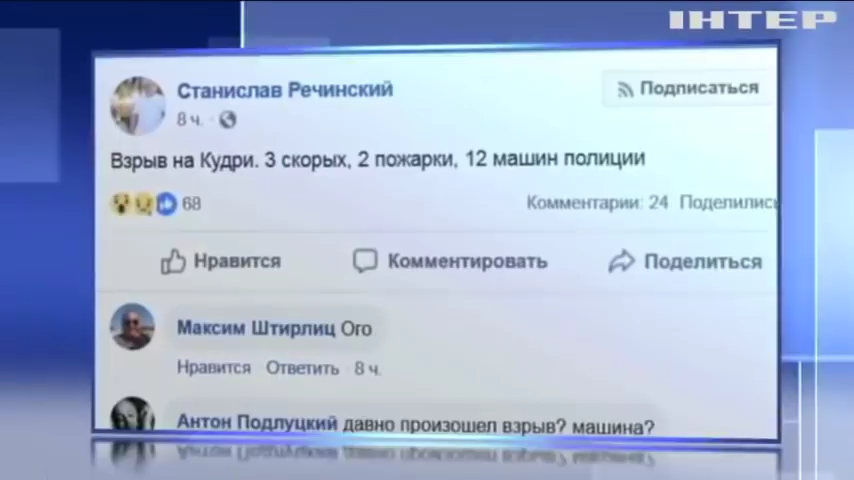 ІНТЕР
Станислав Речинский
Подписаться
8 ч.
Взрыв на Кудри. 3 скорых, 2 пожарки, 12 машин полиции
68
Комментарии: 24 Поделились
Нравится Комментировать Поделиться
Максим Штирлиц Ого
Нравится Ответить 8 ч.
Антон Подлуцкий давно произошел взрыв? машина?